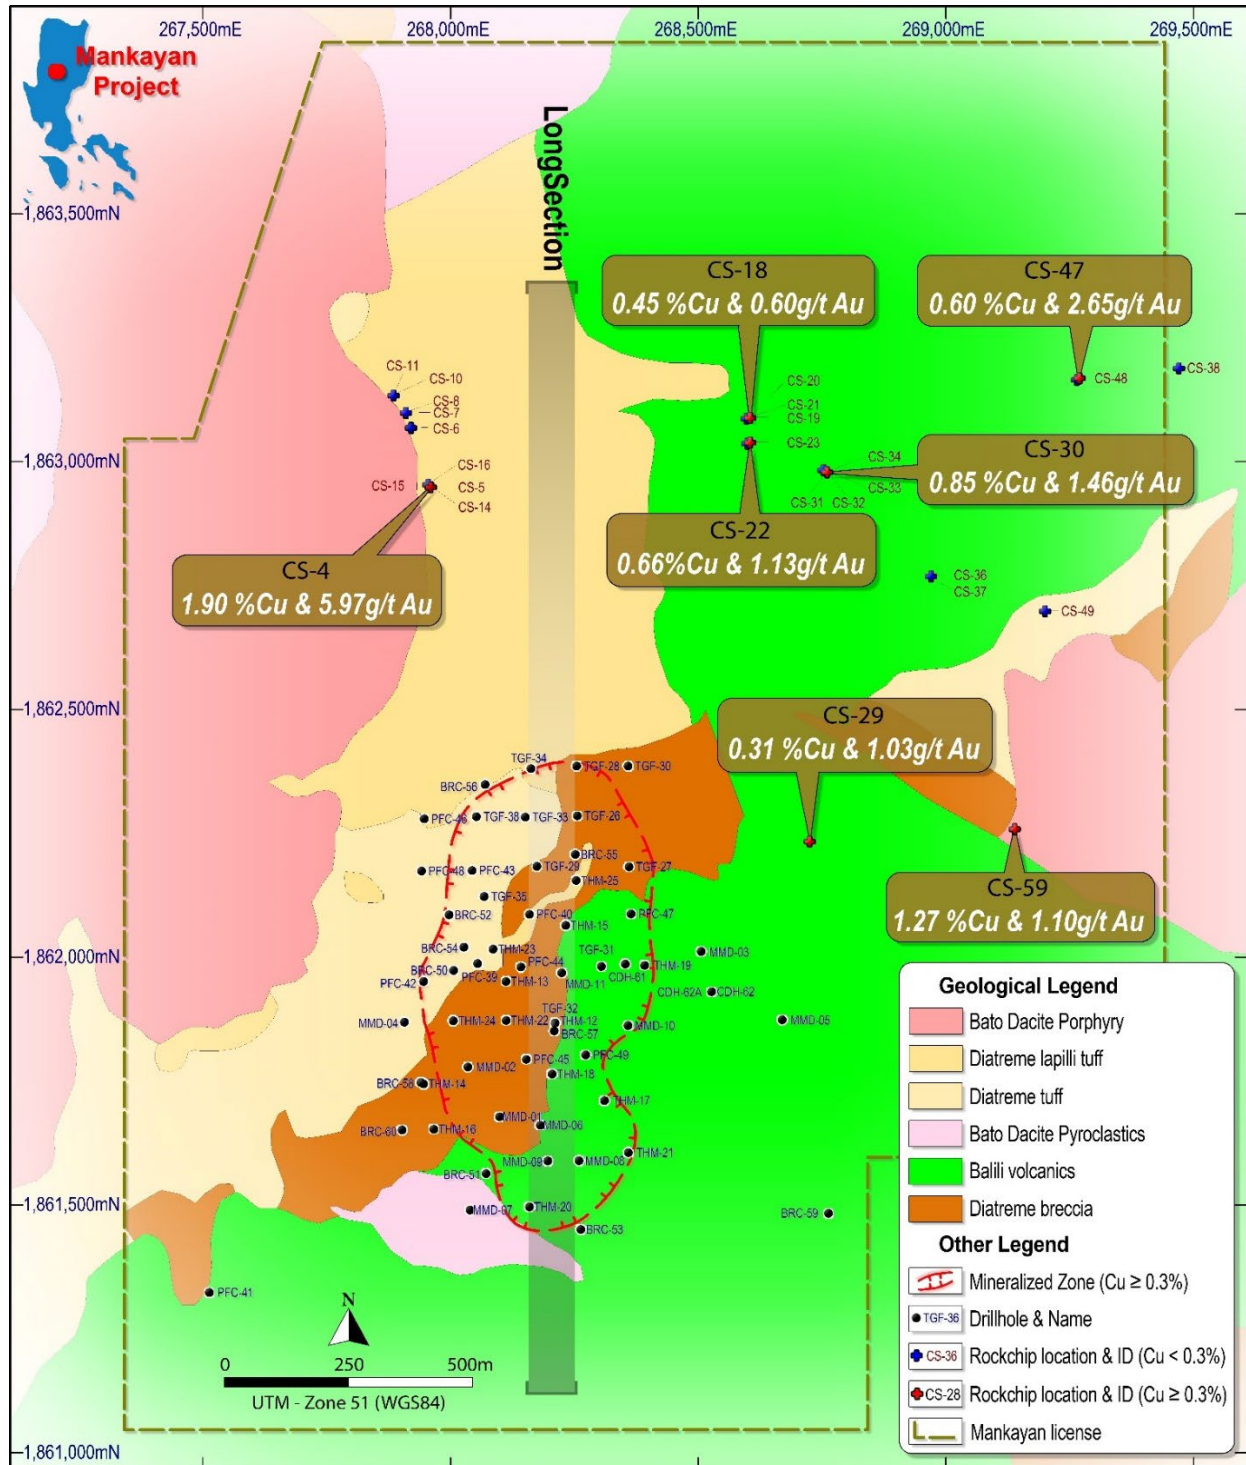 267,500mE
268,000mE
268,500mE
269,000mE
269,500mE
Mankayan
Project
LongSection
1,863,500mN
CS-18
0.45 %Cu & 0.60g/t Au
CS-47
0.60 %Cu & 2.65g/t Au
CS-11
CS-10
CS-8
CS-7
CS-6
CS-20
CS-21
CS-19
CS-23
CS-48
CS-38
1,863,000mN
CS-16
CS-15
CS-5
CS-14
CS-34
CS-33
CS-31
CS-32
CS-30
0.85 %Cu & 1.46g/t Au
CS-22
0.66%Cu & 1.13g/t Au
CS-4
1.90 %Cu & 5.97g/t Au
CS-36
CS-37
CS-49
1,862,500mN
CS-29
0.31 %Cu & 1.03g/t Au
TGF-34
TGF-28
TGF-30
BRC-56
PFC-46
TGF-38
TGF-33
TGF-26
BRC-55
PFC-48
PFC-43
TGF-29
TGF-27
THM-25
TGF-35
BRC-52
PFC-40
PFC-47
THM-15
CS-59
1.27 %Cu & 1.10g/t Au
1,862,000mN
BRC-54
THM-23
TGF-31
MMD-03
BRC-50
PFC-39
PFC-44
THM-19
PFC-42
THM-13
MMD-11
CDH-61
CDH-62A
CDH-62
TGF-32
MMD-04
THM-24
THM-22
THM-12
BRC-57
MMD-10
MMD-05
MMD-02
PFC-45
PFC-49
THM-18
BRC-58
THM-14
THM-17
MMD-01
MMD-06
BRC-60
THM-16
THM-21
MMD-09
MMD-08
BRC-51
1,861,500mN
MMD-07
THM-20
BRC-53
BRC-59
PFC-41
N
0
250
500m
UTM - Zone 51 (WGS84)
1,861,000mN
Geological Legend
Bato Dacite Porphyry
Diatreme lapilli tuff
Diatreme tuff
Bato Dacite Pyroclastics
Balili volcanics
Diatreme breccia
Other Legend
Mineralized Zone (Cu ≥ 0.3%)
TGF-36 Drillhole & Name
CS-36 Rockchip location & ID (Cu < 0.3%)
CS-28 Rockchip location & ID (Cu ≥ 0.3%)
Mankayan license